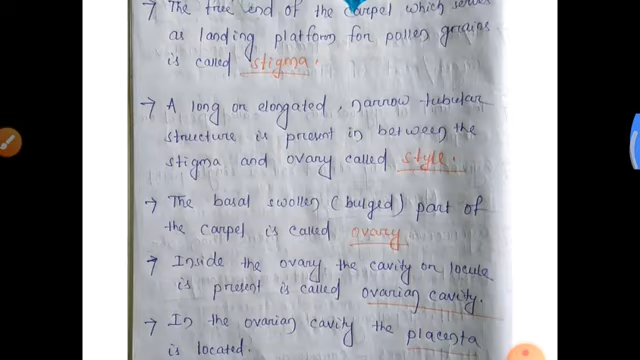 → The free end of the carpel which serves
as landing platform for pollen grains
is called stigma.
→ A long or elongated, narrow tubular
structure is present in between the
stigma and ovary called style.
→ The basal swollen (bulged) part of
the carpel is called ovary
→ Inside the ovary the cavity or locule
is present is called ovarian cavity.
→ In the ovarian cavity the placenta
is located.